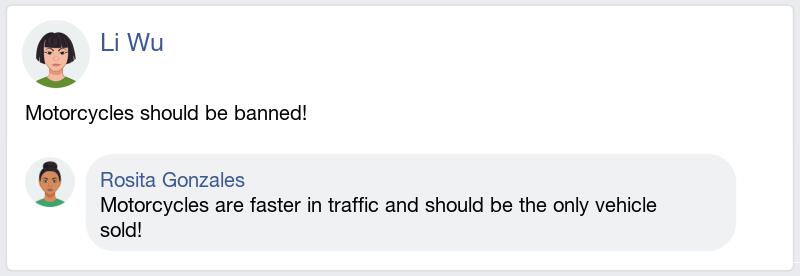 Li Wu
Motorcycles should be banned!
Rosita Gonzales
Motorcycles are faster in traffic and should be the only vehicle
sold!